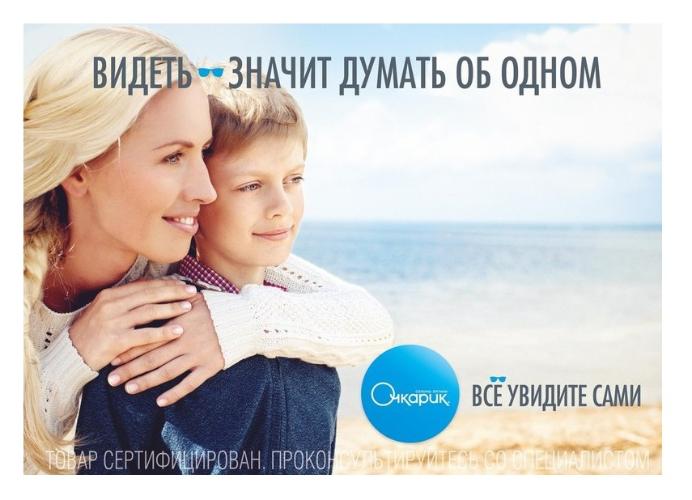 ВИДЕТЬ ЗНАЧИТ ДУМАТЬ ОБ ОДНОМ
Очкарик
ВСЁ УВИДИТЕ САМИ
ТОВАР СЕРТИФИЦИРОВАН. ПРОКОНСУЛЬТИРУЙТЕСЬ СО СПЕЦИАЛИСТОМ